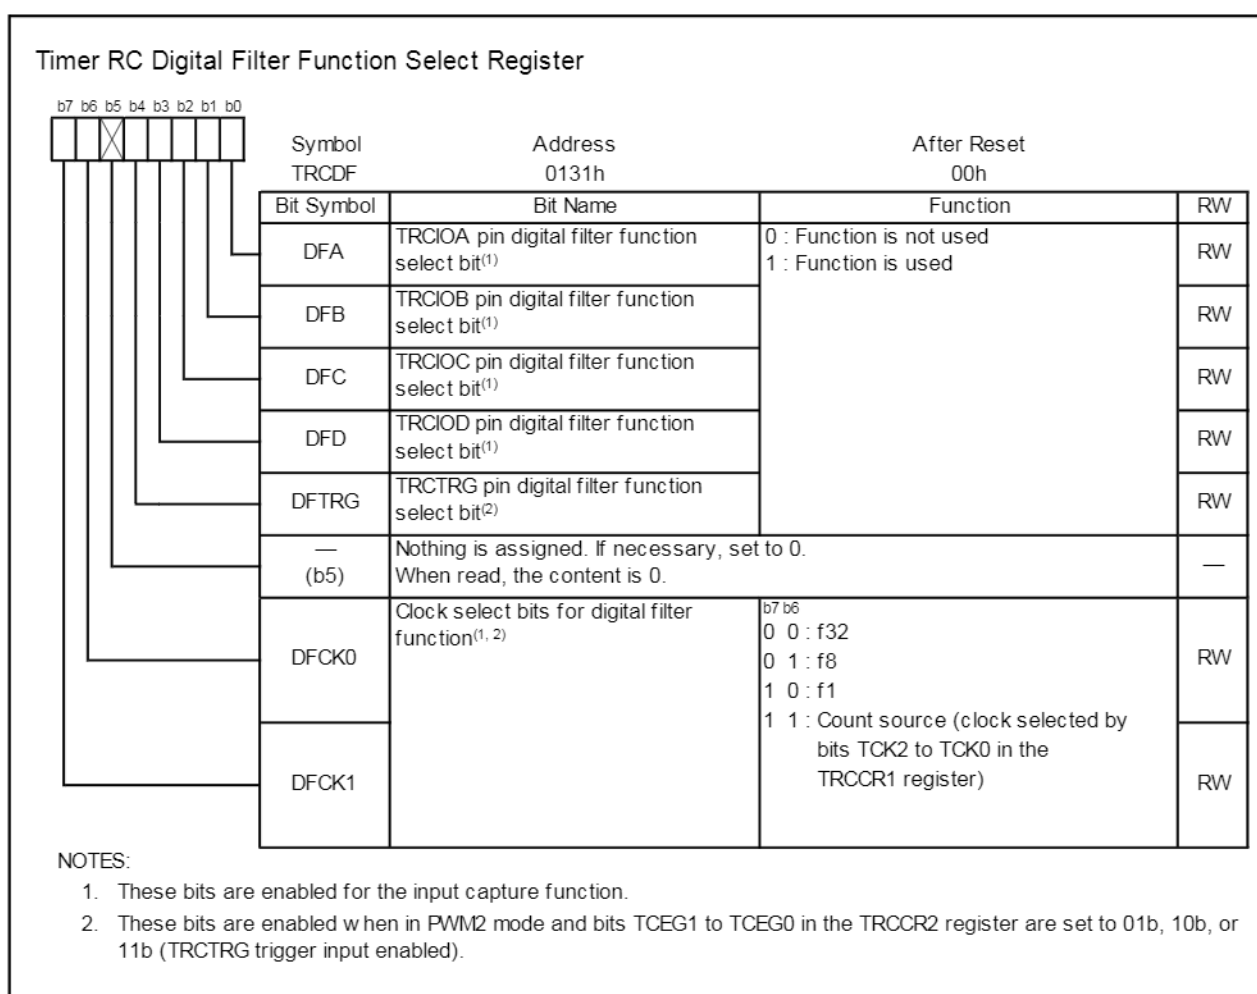 Timer RC Digital Filter Function Select Register
b7 b6 b5 b4 b3 b2 b1 b0
Symbol Address After Reset
TRCDF 0131h 00h
Bit Symbol Bit Name Function RW
DFA TRCIOA pin digital filter function select bit(1) 0 : Function is not used
1 : Function is used RW
DFB TRCIOB pin digital filter function
select bit(1) RW
DFC TRCIOC pin digital filter function
select bit(1) RW
DFD TRCIOD pin digital filter function
select bit(1) RW
DFTRG TRCTRG pin digital filter function
select bit(2) RW
— Nothing is assigned. If necessary, set to 0.
(b5) When read, the content is 0. —
DFCK0 Clock select bits for digital filter
function(1, 2) b7 b6
0 0 : f32
0 1 : f8
1 0 : f1
1 1 : Count source (clock selected by
bits TCK2 to TCK0 in the
TRCCR1 register) RW
DFCK1 RW
NOTES:
1. These bits are enabled for the input capture function.
2. These bits are enabled when in PWM2 mode and bits TCEG1 to TCEG0 in the TRCCR2 register are set to 01b, 10b, or
11b (TRCTRG trigger input enabled).